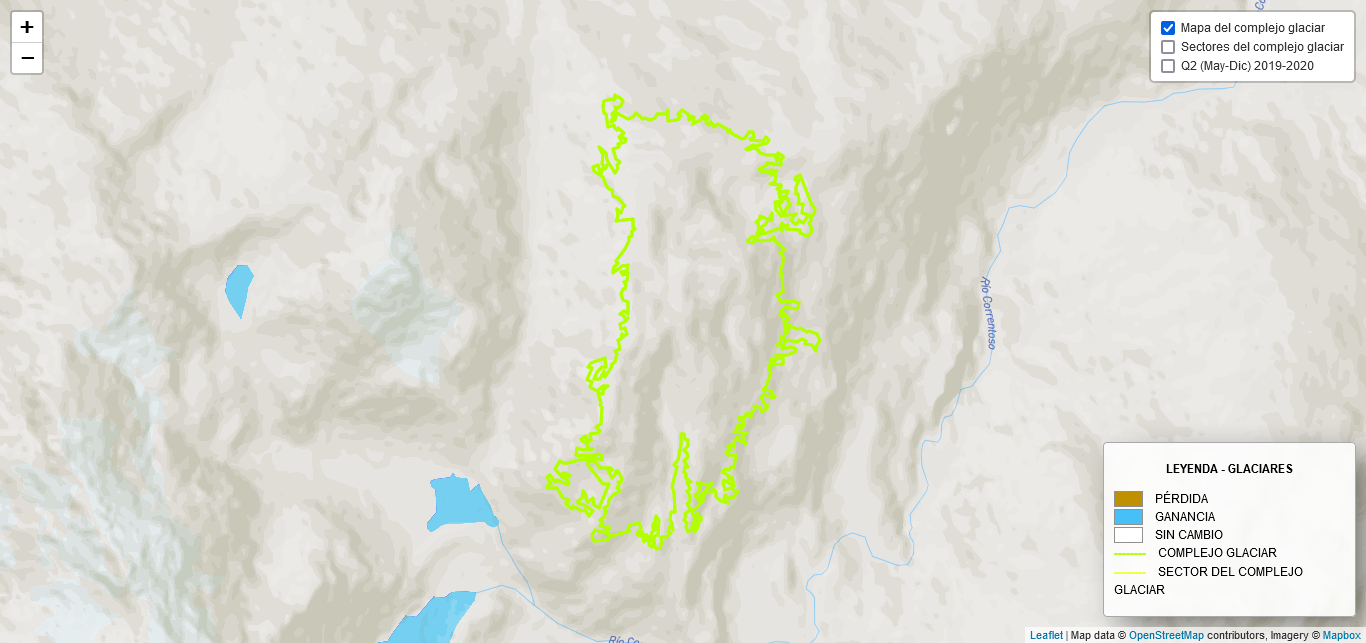 +
−
Co
Mapa del complejo glaciar
Sectores del complejo glaciar
Q2 (May-Dic) 2019-2020
Río Correntoso
LEYENDA - GLACIARES
PÉRDIDA
GANANCIA
SIN CAMBIO
COMPLEJO GLACIAR
SECTOR DEL COMPLEJO
GLACIAR
Río Co
Leaflet | Map data © OpenStreetMap contributors, Imagery © Mapbox